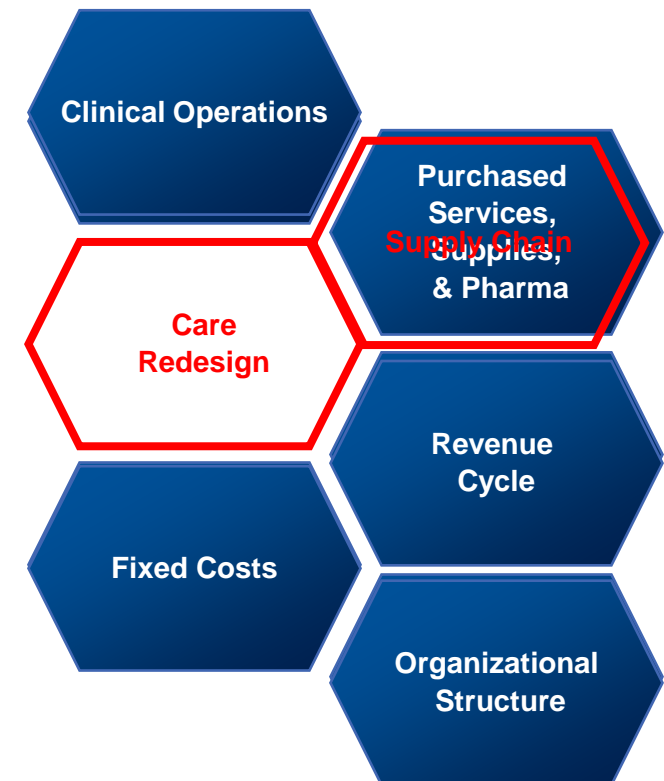 Clinical Operations
Purchased
Services,
Supplies,
& Pharma
Supply Chain
Care
Redesign
Revenue
Cycle
Fixed Costs
Organizational
Structure